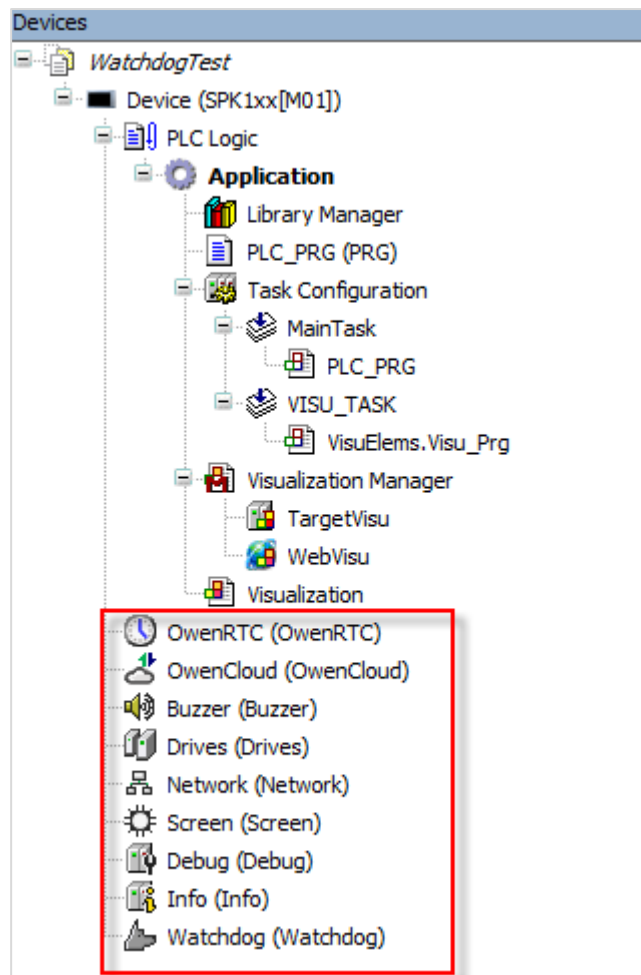 Devices
WatchdogTest
Device (SPK1xx[M01])
PLC Logic
Application
Library Manager
PLC_PRG (PRG)
Task Configuration
MainTask
PLC_PRG
VISU_TASK
VisuElems.Visu_Prg
Visualization Manager
TargetVisu
WebVisu
Visualization
OwenRTC (OwenRTC)
OwenCloud (OwenCloud)
Buzzer (Buzzer)
Drives (Drives)
Network (Network)
Screen (Screen)
Debug (Debug)
Info (Info)
Watchdog (Watchdog)